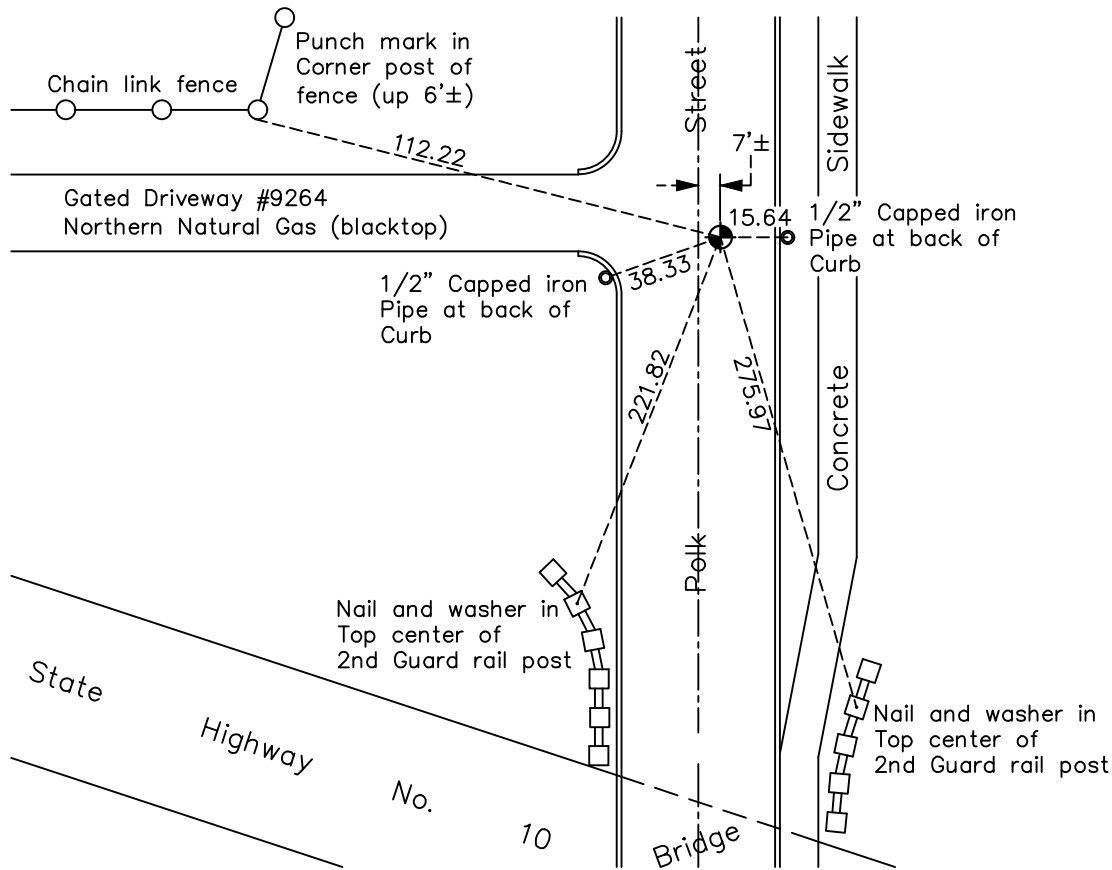 Punch mark in
Corner post of
fence (up 6'±)
Chain link fence
Street
Sidewalk
7'±
112.22
Gated Driveway #9264
Northern Natural Gas (blacktop)
15.64
1/2" Capped iron
Pipe at back of
Curb
38.33
1/2" Capped iron
Pipe at back of
Curb
221.82
275.97
Concrete
Polk
Nail and washer in
Top center of
2nd Guard rail post
State Highway No. 10
Nail and washer in
Top center of
2nd Guard rail post
Bridge